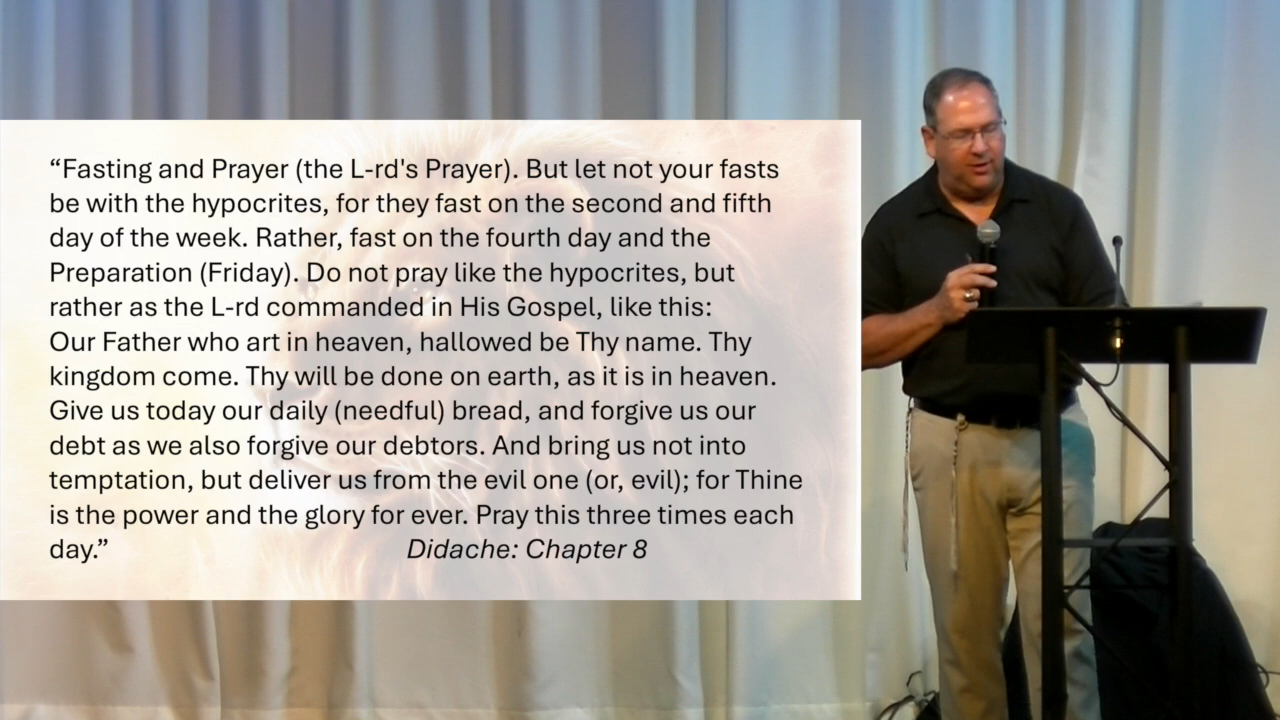 “Fasting and Prayer (the L-rd's Prayer). But let not your fasts
be with the hypocrites, for they fast on the second and fifth
day of the week. Rather, fast on the fourth day and the
Preparation (Friday). Do not pray like the hypocrites, but
rather as the L-rd commanded in His Gospel, like this:
Our Father who art in heaven, hallowed be Thy name. Thy
kingdom come. Thy will be done on earth, as it is in heaven.
Give us today our daily (needful) bread, and forgive us our
debt as we also forgive our debtors. And bring us not into
temptation, but deliver us from the evil one (or, evil); for Thine
is the power and the glory for ever. Pray this three times each
day.” Didache: Chapter 8